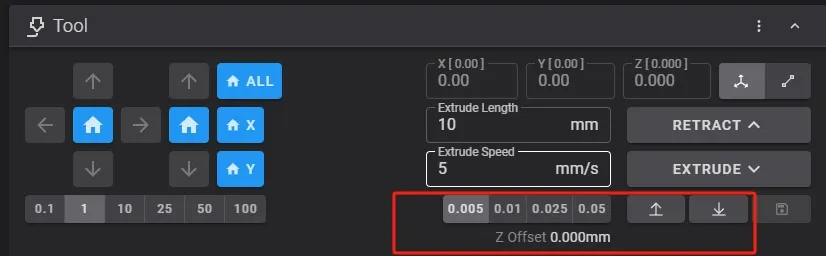 Tool
X [ 0.00 ] Y [ 0.00 ] Z [ 0.000 ]
0.00 0.00 0.000
ALL
Extrude Length
10 mm
X
RETRACT
Extrude Speed
5 mm/s
Y
EXTRUDE
0.1 1 10 25 50 100 0.005 0.01 0.025 0.05
Z Offset 0.000mm